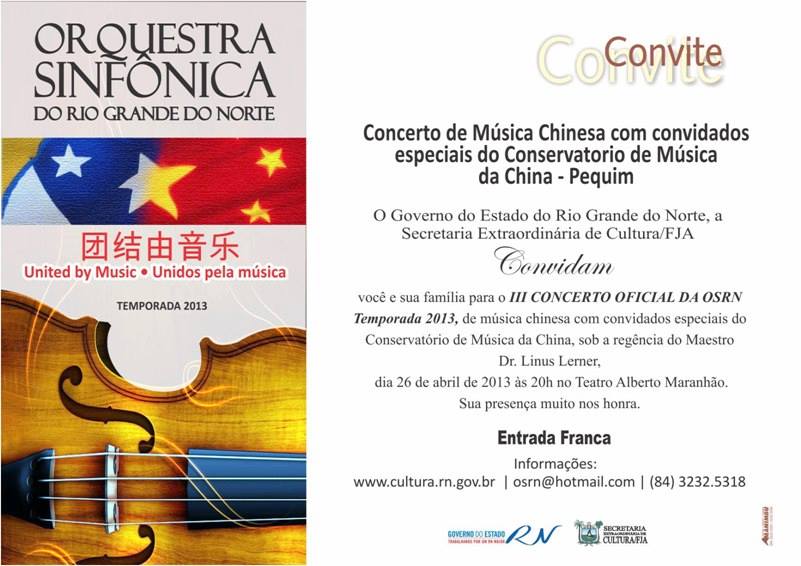 ORQUESTRA
SINFÔNICA
DO RIO GRANDE DO NORTE
团结由音乐
United by Music • Unidos pela música
TEMPORADA 2013
Convite
Convite
Concerto de Música Chinesa com convidados
especiais do Conservatorio de Música
da China - Pequim
O Governo do Estado do Rio Grande do Norte, a
Secretaria Extraordinária de Cultura/FJA
Convidam
você e sua família para o III CONCERTO OFICIAL DA OSRN
Temporada 2013, de música chinesa com convidados especiais do
Conservatório de Música da China, sob a regência do Maestro
Dr. Linus Lerner,
dia 26 de abril de 2013 às 20h no Teatro Alberto Maranhão.
Sua presença muito nos honra.
Entrada Franca
Informações:
www.cultura.rn.gov.br | osrn@hotmail.com | (84) 3232.5318
GOVERNO DO ESTADO
RN
SECRETARIA
EXTRAORDINÁRIA DE
CULTURA/FJA